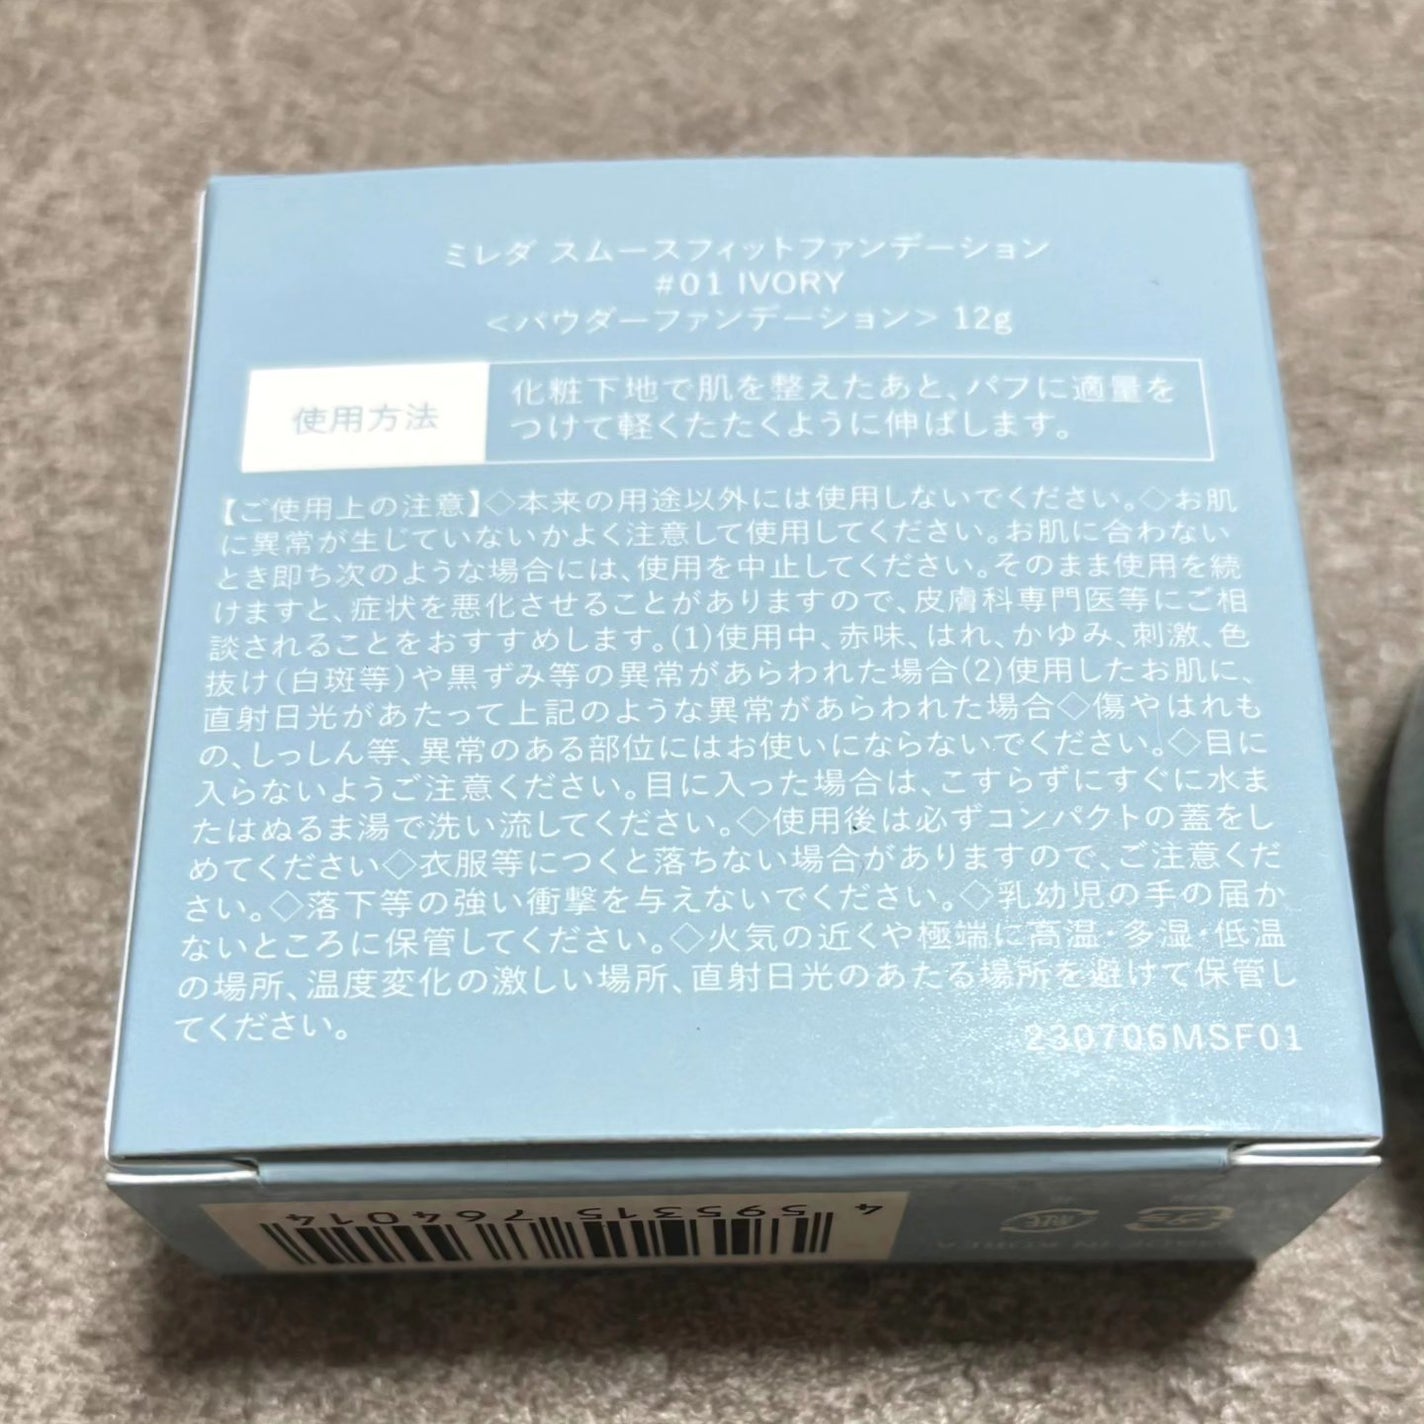 ミレダ スムースフィットファンデーション
#01 IVORY
<パウダーファンデーション> 12g
使用方法
化粧下地で肌を整えたあと、パフに適量を
つけて軽くたたくように伸ばします。
【ご使用上の注意】◇本来の用途以外には使用しないでください。◇お肌
に異常が生じていないかよく注意して使用してください。お肌に合わない
とき即ち次のような場合には、使用を中止してください。そのまま使用を続
けますと、症状を悪化させることがありますので、皮膚科専門医等にご相
談されることをおすすめします。(1)使用中、赤味、はれ、かゆみ、刺激、色
抜け(白斑等)や黒ずみ等の異常があらわれた場合(2)使用したお肌に、
直射日光があたって上記のような異常があらわれた場合◇傷やはれも
の、しっしん等、異常のある部位にはお使いにならないでください。◇目に
入らないようご注意ください。目に入った場合は、こすらずにすぐに水ま
たはぬるま湯で洗い流してください。◇使用後は必ずコンパクトの蓋をし
めてください◇衣服等につくと落ちない場合がありますので、ご注意くだ
さい。◇落下等の強い衝撃を与えないでください。◇乳幼児の手の届か
ないところに保管してください。◇火気の近くや極端に高温・多湿・低温
の場所、温度変化の激しい場所、直射日光のあたる場所を避けて保管し
てください。
230706MSF01
4 595315 764014